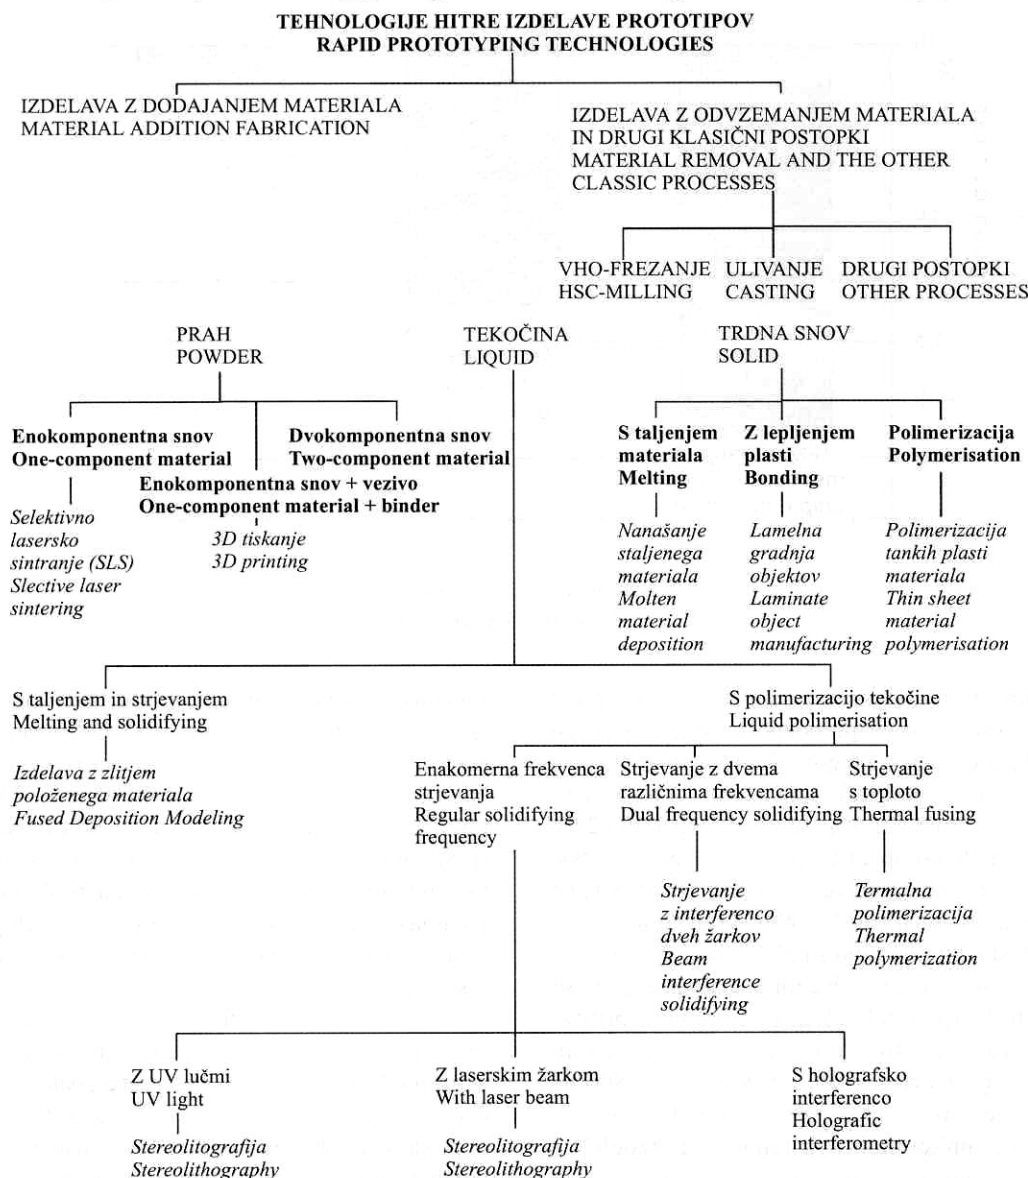 TEHNOLOGIJE HITRE IZDELAVE PROTOTIPOV
RAPID PROTOTYPING TECHNOLOGIES
IZDELAVA Z DODAJANJEM MATERIALA
MATERIAL ADDITION FABRICATION
IZDELAVA Z ODVZEMANJEM MATERIALA
IN DRUGI KLASIČNI POSTOPKI
MATERIAL REMOVAL AND THE OTHER
CLASSIC PROCESSES
VHO-FREZANJE
HSC-MILLING
ULIVANJE
CASTING
DRUGI POSTOPKI
OTHER PROCESSES
PRAH
POWDER
TEKOČINA
LIQUID
TRDNA SNOV
SOLID
Enokomponentna snov
One-component material
Dvokomponentna snov
Two-component material
Enokomponentna snov + vezivo
One-component material + binder
Selektivno
lasersko
sintranje (SLS)
Slective laser
sintering
3D tiskanje
3D printing
S taljenjem
materiala
Melting
Z lepljenjem
plasti
Bonding
Polimerizacija
Polymerisation
Nanašanje
staljenega
materiala
Molten
material
deposition
Lamelna
gradnja
objektov
Laminate
object
manufacturing
Polimerizacija
tankih plasti
materiala
Thin sheet
material
polymerisation
S taljenjem in strjevanjem
Melting and solidifying
Izdelava z zlitjem
položenega materiala
Fused Deposition Modeling
S polimerizacijo tekočine
Liquid polimerisation
Enakomerna frekvenca
strjevanja
Regular solidifying
frequency
Strjevanje z dvema
različnima frekvencama
Dual frequency solidifying
Strjevanje
s toploto
Thermal fusing
Strjevanje
z interferenco
dveh žarkov
Beam
interference
solidifying
Termalna
polimerizacija
Thermal
polymerization
Z UV lučmi
UV light
Stereolitografija
Stereolithography
Z laserskim žarkom
With laser beam
Stereolitografija
Stereolithography
S holografsko
interferenco
Holografic
interferometry